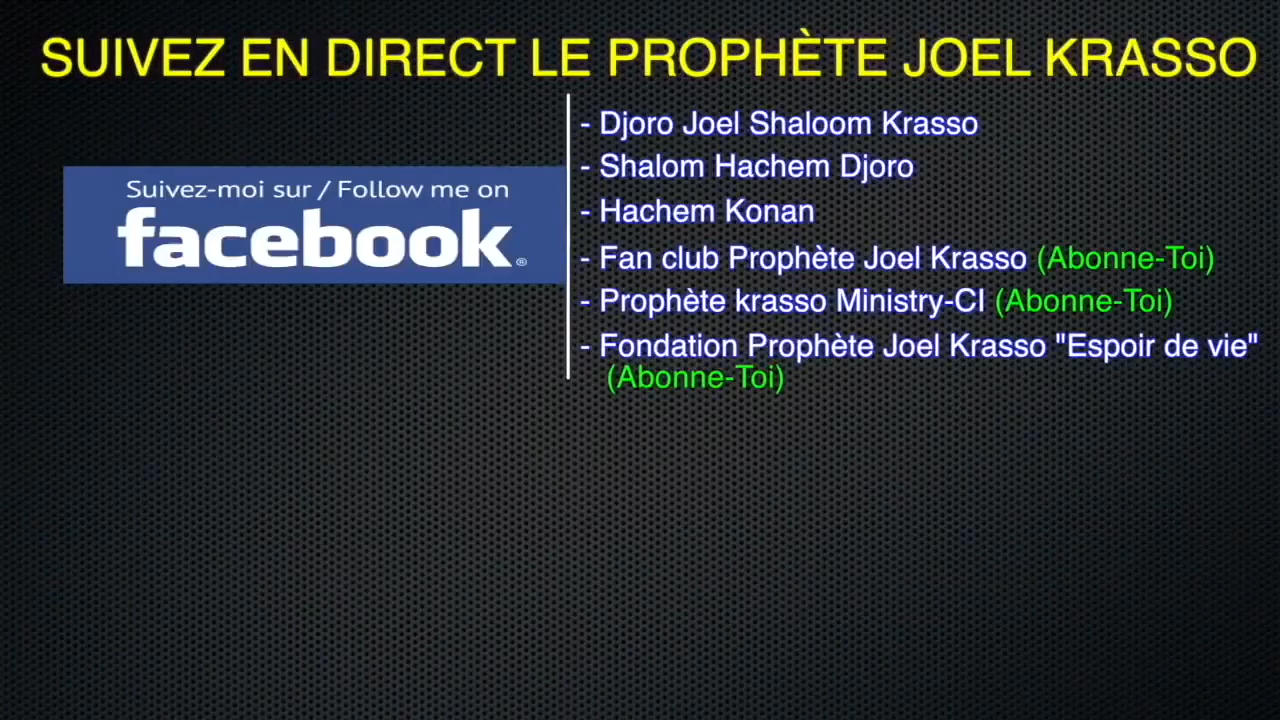 SUIVEZ EN DIRECT LE PROPHÈTE JOEL KRASSO
Suivez-moi sur / Follow me on
facebook®
- Djoro Joel Shaloom Krasso
- Shalom Hachem Djoro
- Hachem Konan
- Fan club Prophète Joel Krasso (Abonne-Toi)
- Prophète krasso Ministry-CI (Abonne-Toi)
- Fondation Prophète Joel Krasso "Espoir de vie"
(Abonne-Toi)